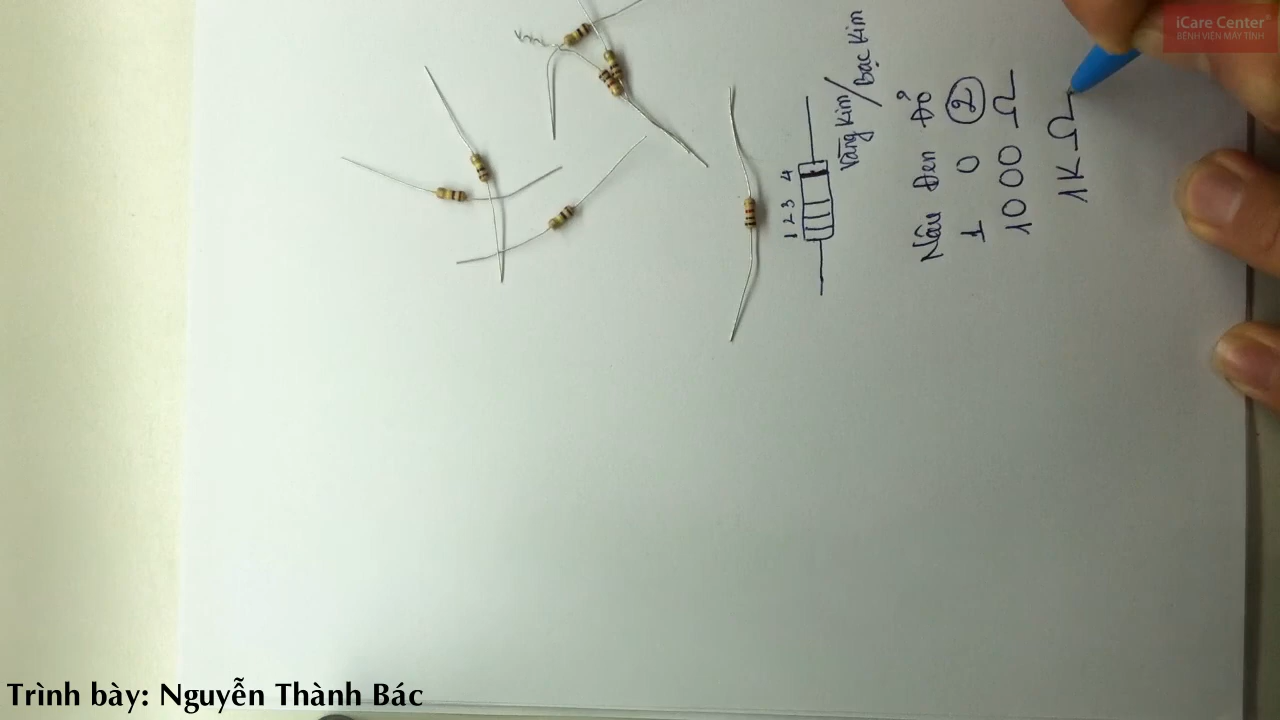 iCare Center®
BỆNH VIỆN MÁY TÍNH
1 2 3 4
Vàng Kim/Bạc Kim
Nâu Đen Đỏ
1 0 2
1000 Ω
1K Ω
Trình bày: Nguyễn Thành Bác